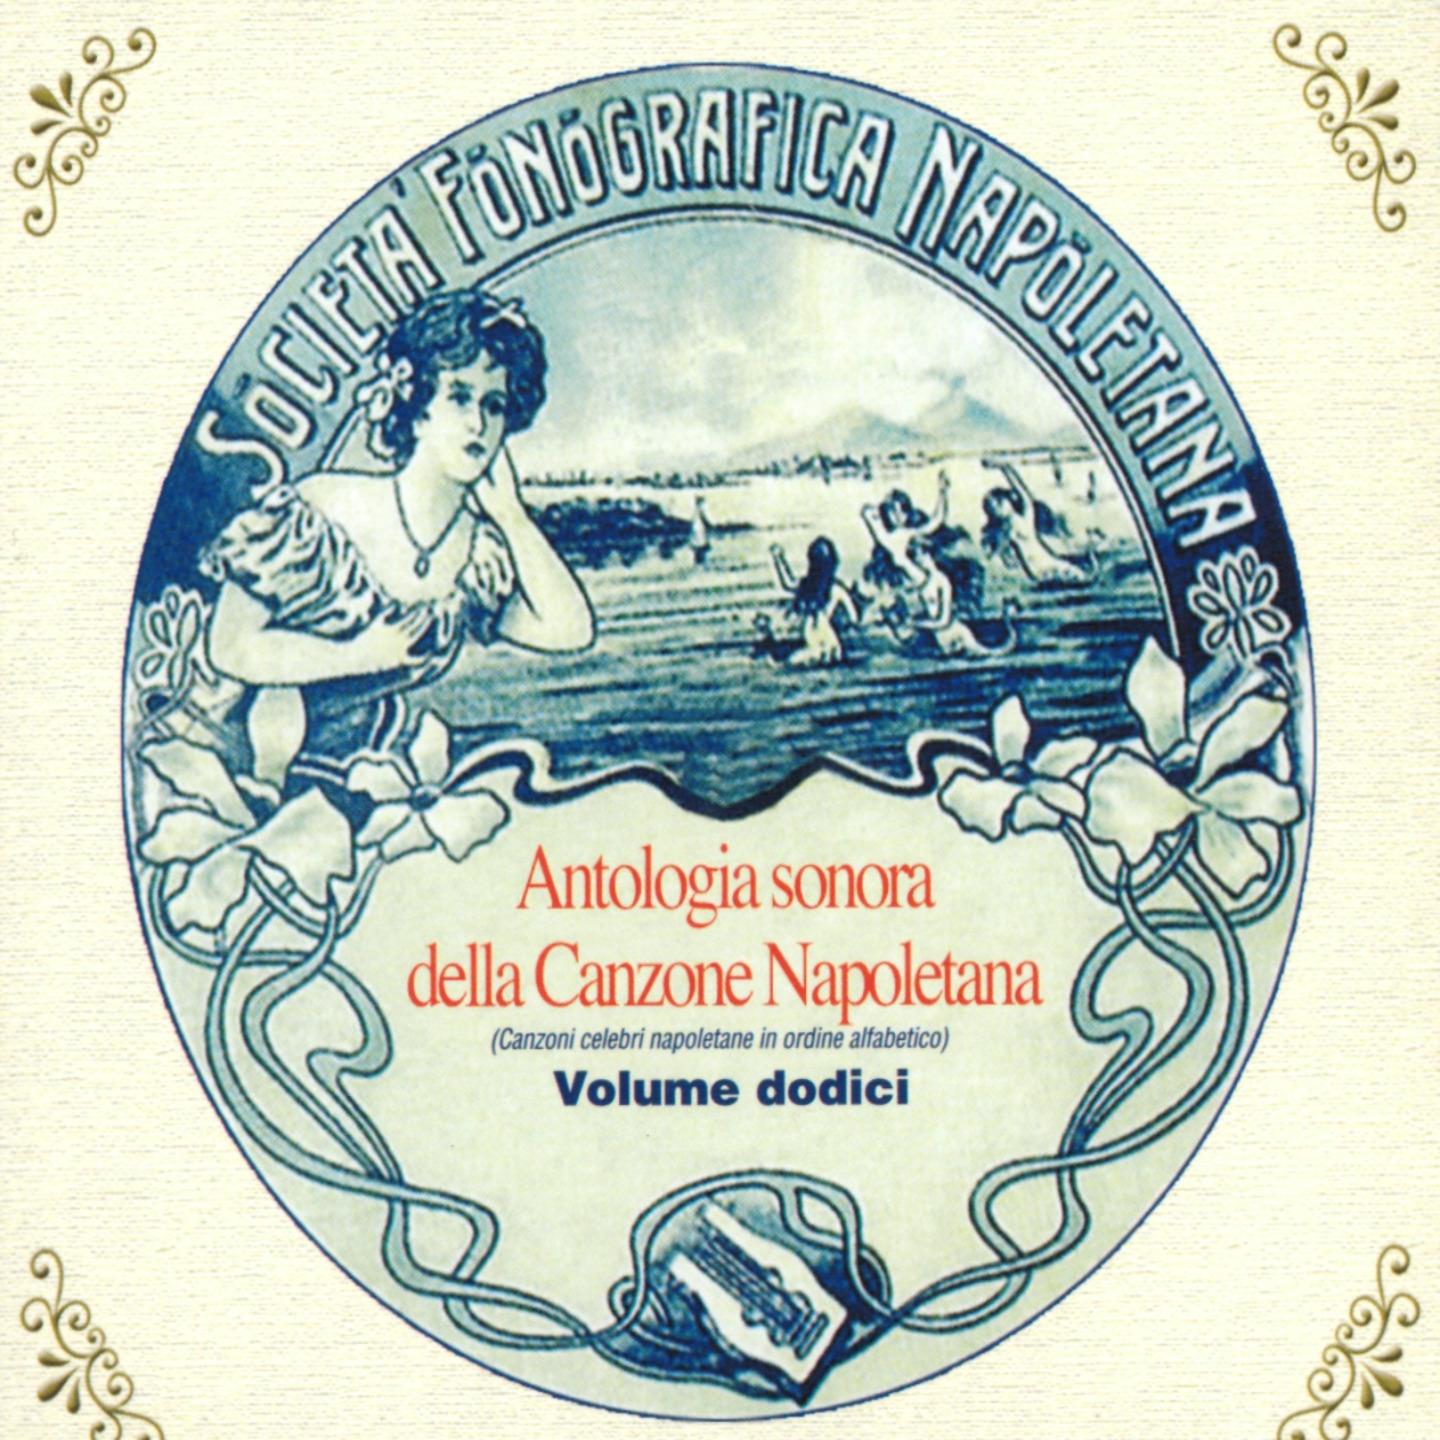 SOCIETÀ FONOGRAFICA NAPOLETANA
Antologia sonora
della Canzone Napoletana
(Canzoni celebri napoletane in ordine alfabetico)
Volume dodici